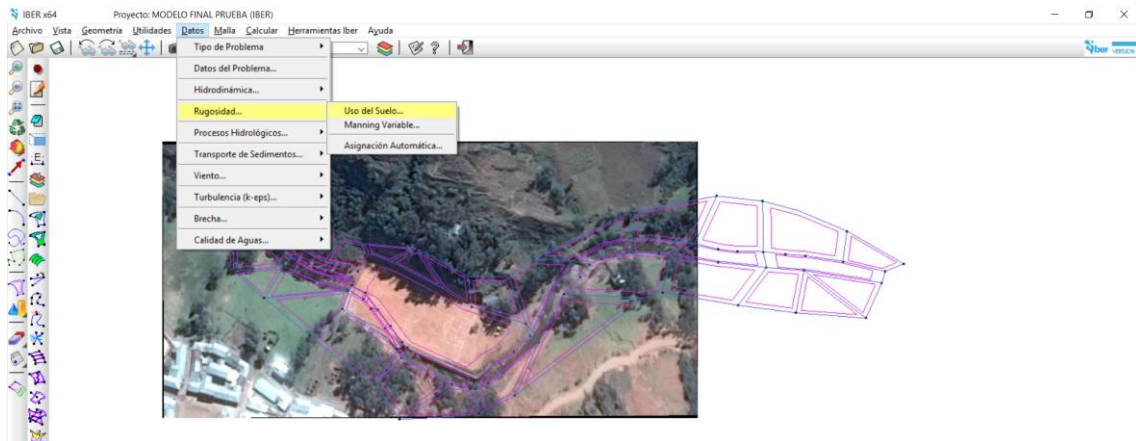 IBER x64 Proyecto: MODELO FINAL PRUEBA (IBER)
Archivo Vista Geometría Utilidades Datos Malla Calcular Herramientas Iber Ayuda
Tipo de Problema
Iber VERSION
Datos del Problema...
Hidrodinámica...
Rugosidad... Uso del Suelo...
Manning Variable...
Procesos Hidrológicos...
Asignación Automática...
Transporte de Sedimentos...
Viento...
Turbulencia (k-eps)...
Brecha...
Calidad de Aguas...
.E.